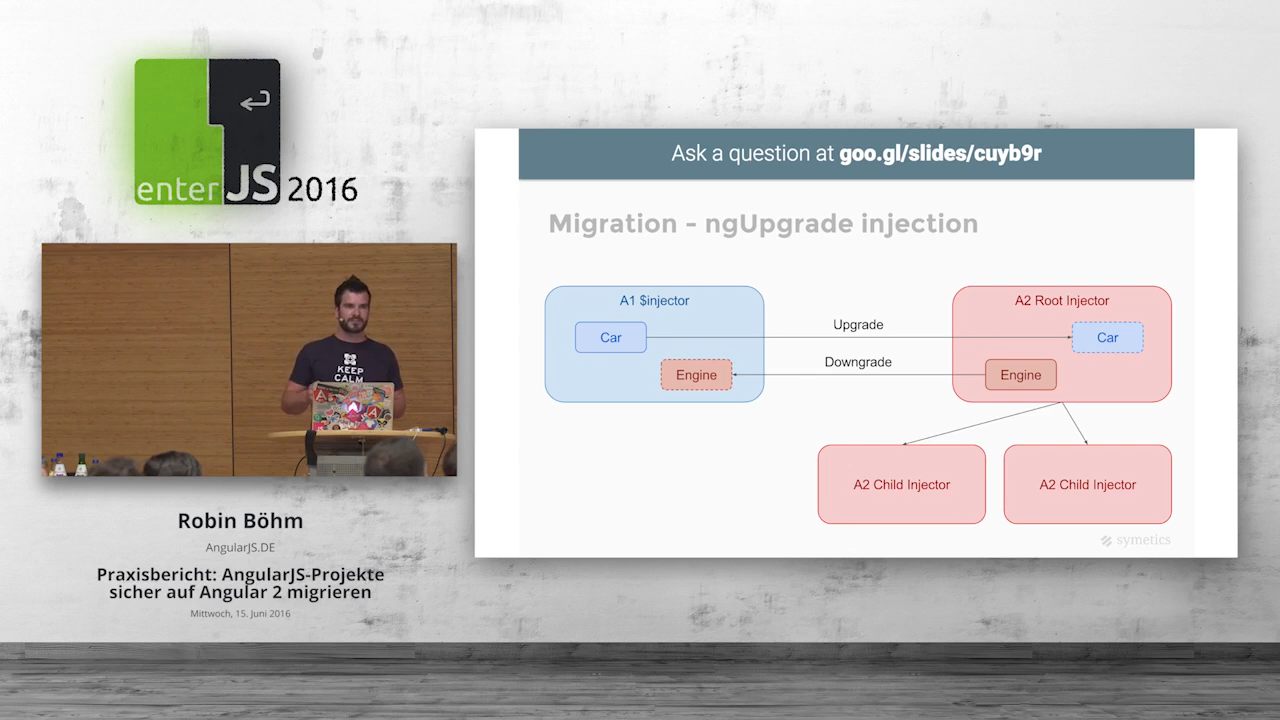 enterJS 2016
KEEP
CALM
Robin Böhm
AngularJS.DE
Praxisbericht: AngularJS-Projekte
sicher auf Angular 2 migrieren
Mittwoch, 15. Juni 2016
Ask a question at goo.gl/slides/cuyb9r
Migration - ngUpgrade injection
A1 $injector
Car
Engine
Upgrade
Downgrade
A2 Root Injector
Car
Engine
A2 Child Injector
A2 Child Injector
symetics